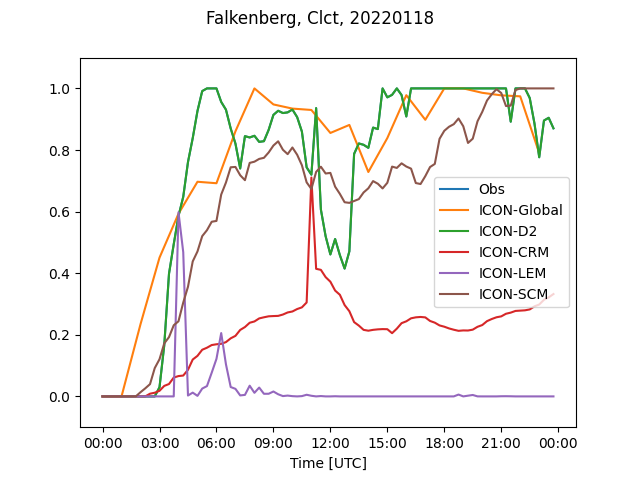 Falkenberg, Clct, 20220118
1.0
0.8
0.6
0.4
0.2
0.0
Obs
ICON-Global
ICON-D2
ICON-CRM
ICON-LEM
ICON-SCM
00:00 03:00 06:00 09:00 12:00 15:00 18:00 21:00 00:00
Time [UTC]